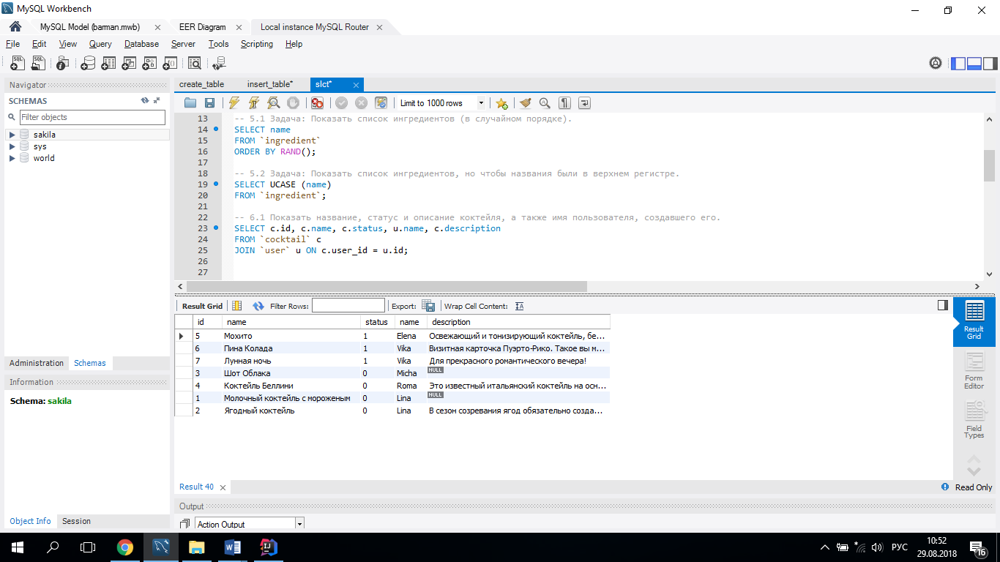 MySQL Workbench
MySQL Model (barman.mwb)
EER Diagram
Local instance MySQL Router
File Edit View Query Database Server Tools Scripting Help
Navigator
SCHEMAS
Filter objects
sakila
sys
world
Administration Schemas
Information
Schema: sakila
Object Info Session
create_table insert_table* slct*
Limit to 1000 rows
13 -- 5.1 Задача: Показать список ингредиентов (в случайном порядке).
14 SELECT name
15 FROM `ingredient`
16 ORDER BY RAND();
17
18 -- 5.2 Задача: Показать список ингредиентов, но чтобы названия были в верхнем регистре.
19 SELECT UCASE (name)
20 FROM `ingredient`;
21
22 -- 6.1 Показать название, статус и описание коктейля, а также имя пользователя, создавшего его.
23 SELECT c.id, c.name, c.status, u.name, c.description
24 FROM `cocktail` c
25 JOIN `user` u ON c.user_id = u.id;
26
27
Result Grid Filter Rows: Export: Wrap Cell Content:
id name status name description
5 Мохито 1 Elena Освежающий и тонизирующий коктейль, бе...
6 Пина Колада 1 Vika Визитная карточка Пуэрто-Рико. Такое вы м...
7 Лунная ночь 1 Vika Для прекрасного романтического вечера!
3 Шот Облака 0 Micha NULL
4 Коктейль Беллини 0 Roma Это известный итальянский коктейль на осн...
1 Молочный коктейль с мороженым 0 Lina NULL
2 Ягодный коктейль 0 Lina В сезон созревания ягод обязательно созда...
Result Grid
Form Editor
Field Types
Result 40
Read Only
Output
Action Output
РУС
10:52
29.08.2018
16